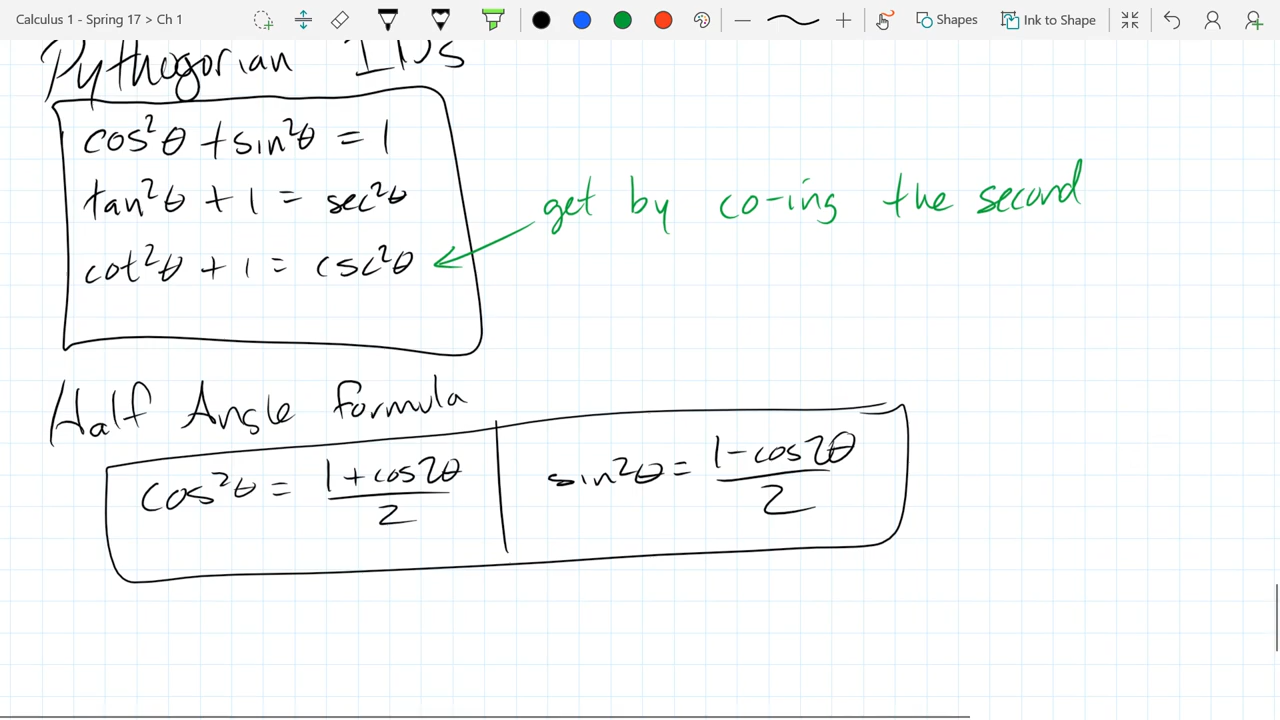 Calculus 1 - Spring 17 > Ch 1
Shapes
Ink to Shape
Pythogorian IDs
cos²θ + sin²θ = 1
tan²θ + 1 = sec²θ
cot²θ + 1 = csc²θ
get by co-ing the second
Half Angle Formula
cos²θ = (1 + cos2θ)/2
sin²θ = (1 - cos2θ)/2